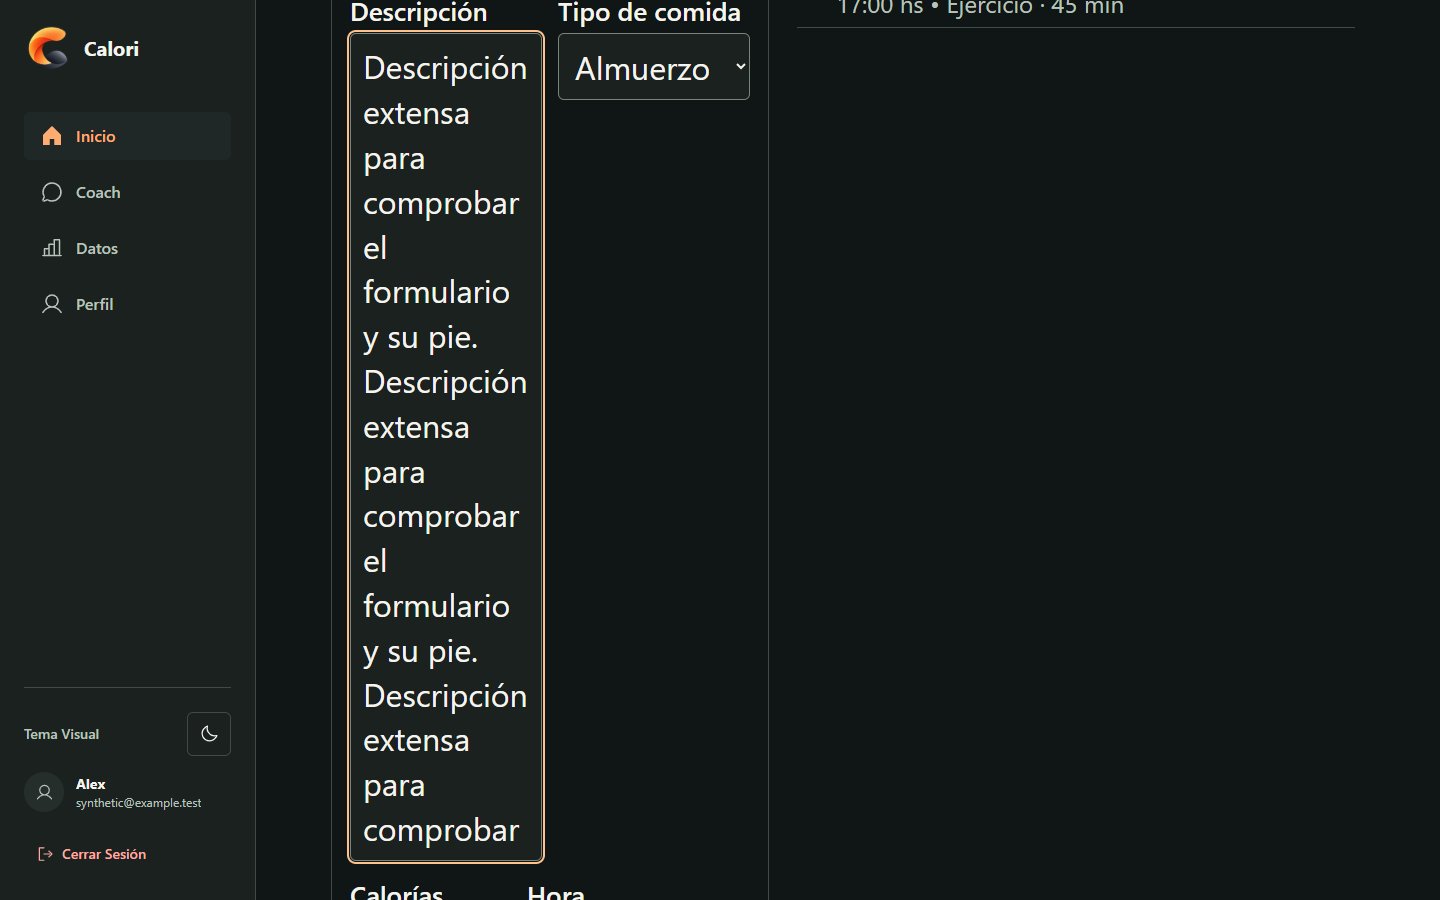 Calori
Inicio
Coach
Datos
Perfil
Tema Visual
Alex
synthetic@example.test
Cerrar Sesión
Descripción
Descripción
extensa
para
comprobar
el
formulario
y su pie.
Descripción
extensa
para
comprobar
el
formulario
y su pie.
Descripción
extensa
para
comprobar
Tipo de comida
Almuerzo
Calorías
Hora
17:00 hs • Ejercicio · 45 min